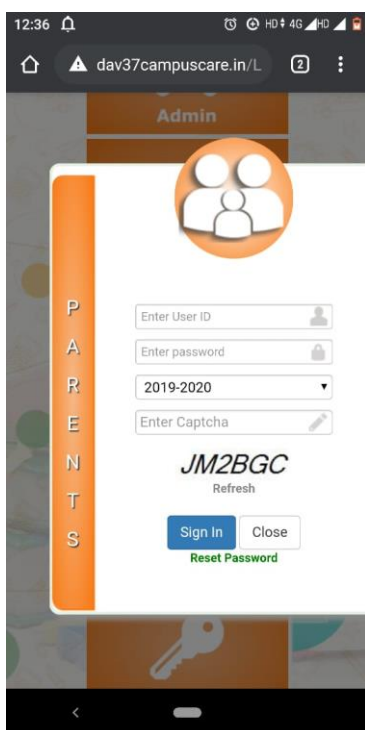 12:36 HD 4G HD
dav37campuscare.in/L 2
Admin
PARENTS
Enter User ID
Enter password
2019-2020
Enter Captcha
JM2BGC
Refresh
Sign In Close
Reset Password